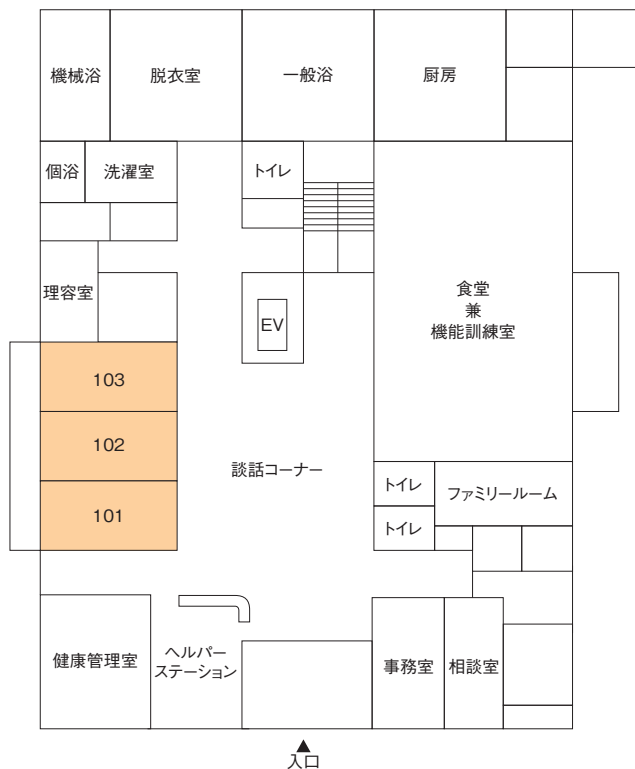 機械浴
脱衣室
一般浴
厨房
個浴
洗濯室
トイレ
理容室
EV
食堂
兼
機能訓練室
103
102
談話コーナー
101
トイレ
ファミリールーム
トイレ
健康管理室
ヘルパー
ステーション
事務室
相談室
▲
入口